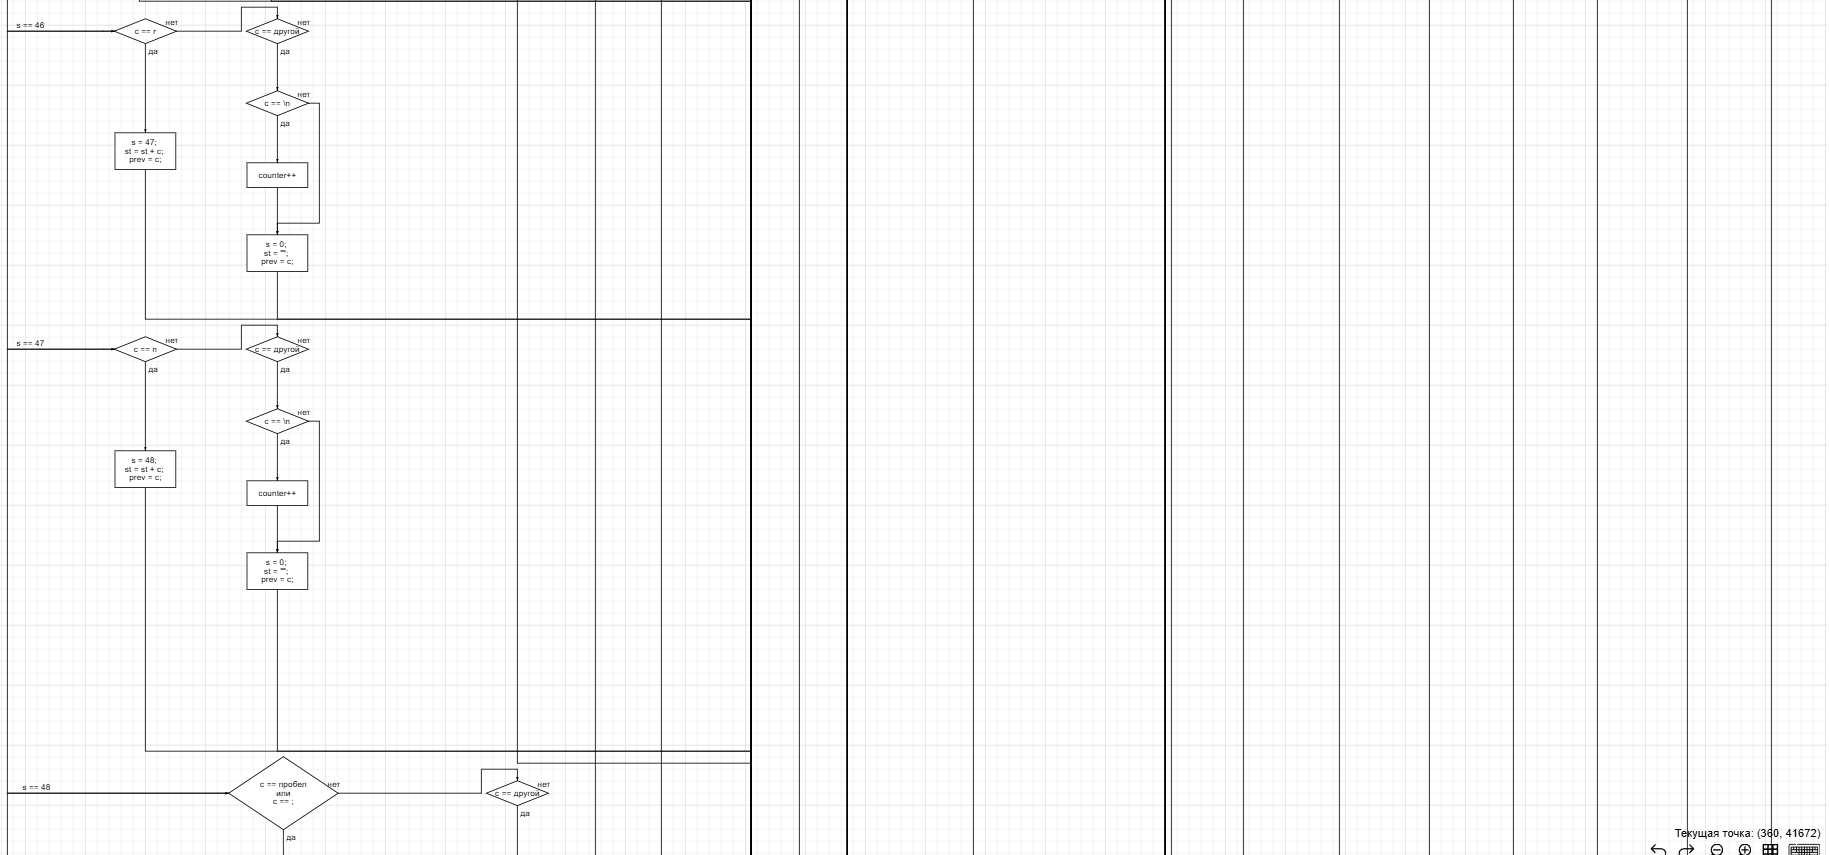 s == 46
c == r
нет
c == другой
нет
да
да
c == \n
нет
да
s = 47;
st = st + c;
prev = c;
counter++
s = 0;
st = "";
prev = c;
s == 47
c == n
нет
c == другой
нет
да
да
c == \n
нет
да
s = 48;
st = st + c;
prev = c;
counter++
s = 0;
st = "";
prev = c;
s == 48
c == пробел
или
c == ;
нет
c == другой
нет
да
да
Текущая точка: (360, 41672)